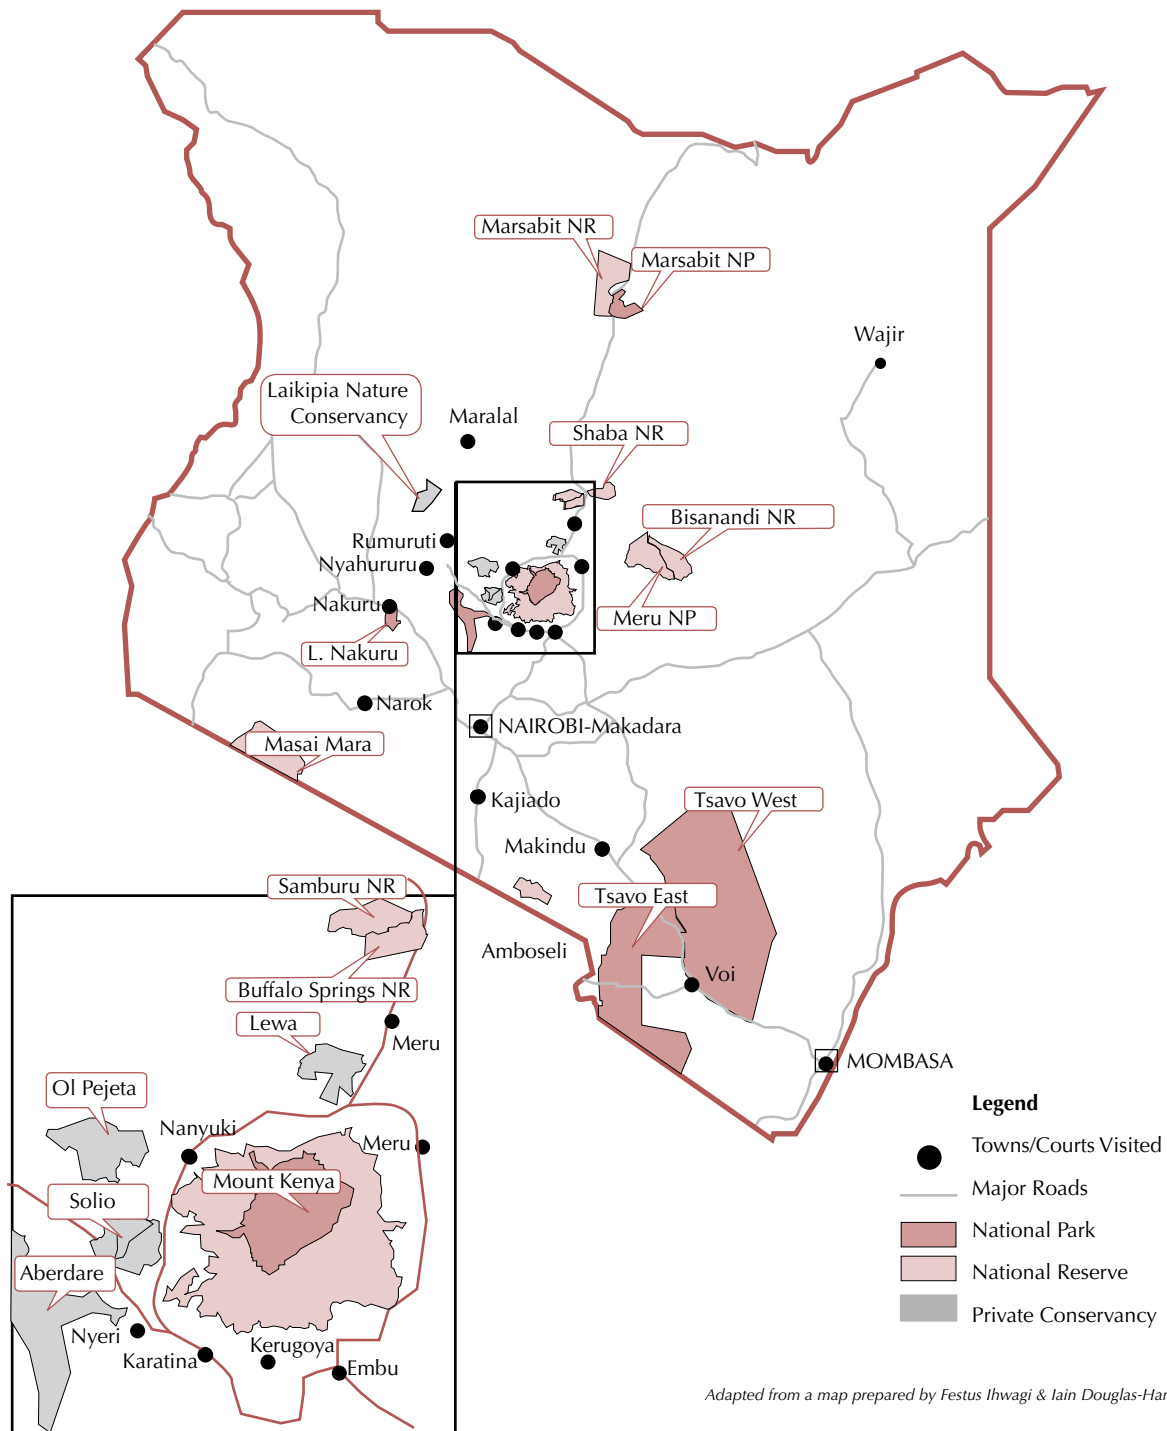 Marsabit NR
Marsabit NP
Wajir
Laikipia Nature
Conservancy
Maralal
Shaba NR
Bisanandi NR
Rumuruti
Nyahururu
Nakuru
Meru NP
L. Nakuru
Narok
NAIROBI-Makadara
Masai Mara
Kajiado
Tsavo West
Makindu
Tsavo East
Samburu NR
Amboseli
Voi
Buffalo Springs NR
Lewa
Meru
MOMBASA
Ol Pejeta
Nanyuki
Meru
Mount Kenya
Solio
Aberdare
Nyeri
Karatina
Kerugoya
Embu
Legend
Towns/Courts Visited
Major Roads
National Park
National Reserve
Private Conservancy
Adapted from a map prepared by Festus Ihwagi & Iain Douglas-Har